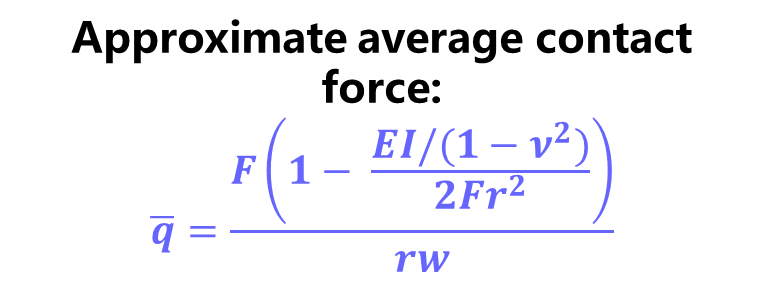 Approximate average contact
force:
q̅ = F(1 − EI/(1 − ν²)/2Fr²)/rw